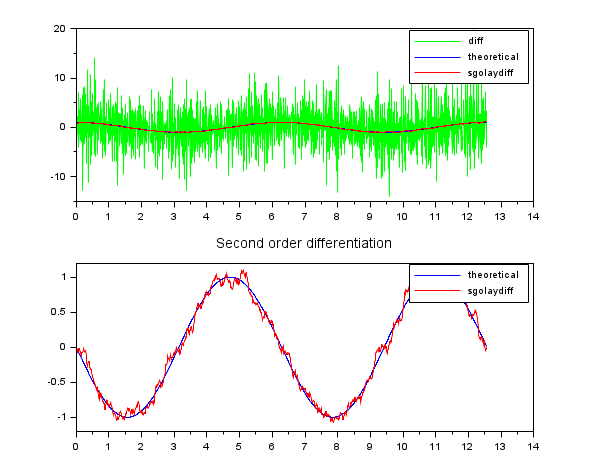 20
10
0
-10
diff
theoretical
sgolaydiff
0 1 2 3 4 5 6 7 8 9 10 11 12 13 14
Second order differentiation
1
0.5
0
-0.5
-1
theoretical
sgolaydiff
0 1 2 3 4 5 6 7 8 9 10 11 12 13 14